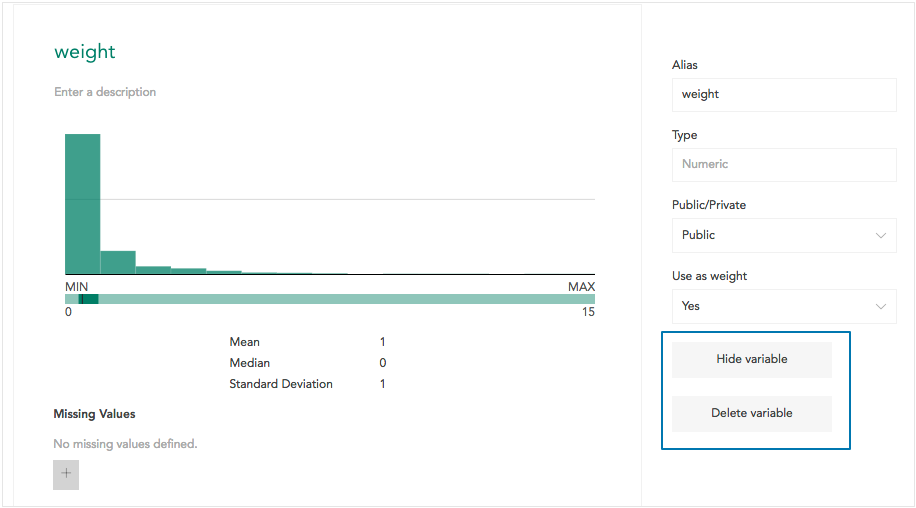 weight
Enter a description
MIN MAX
0 15
Mean 1
Median 0
Standard Deviation 1
Missing Values
No missing values defined.
+
Alias
weight
Type
Numeric
Public/Private
Public
Use as weight
Yes
Hide variable
Delete variable